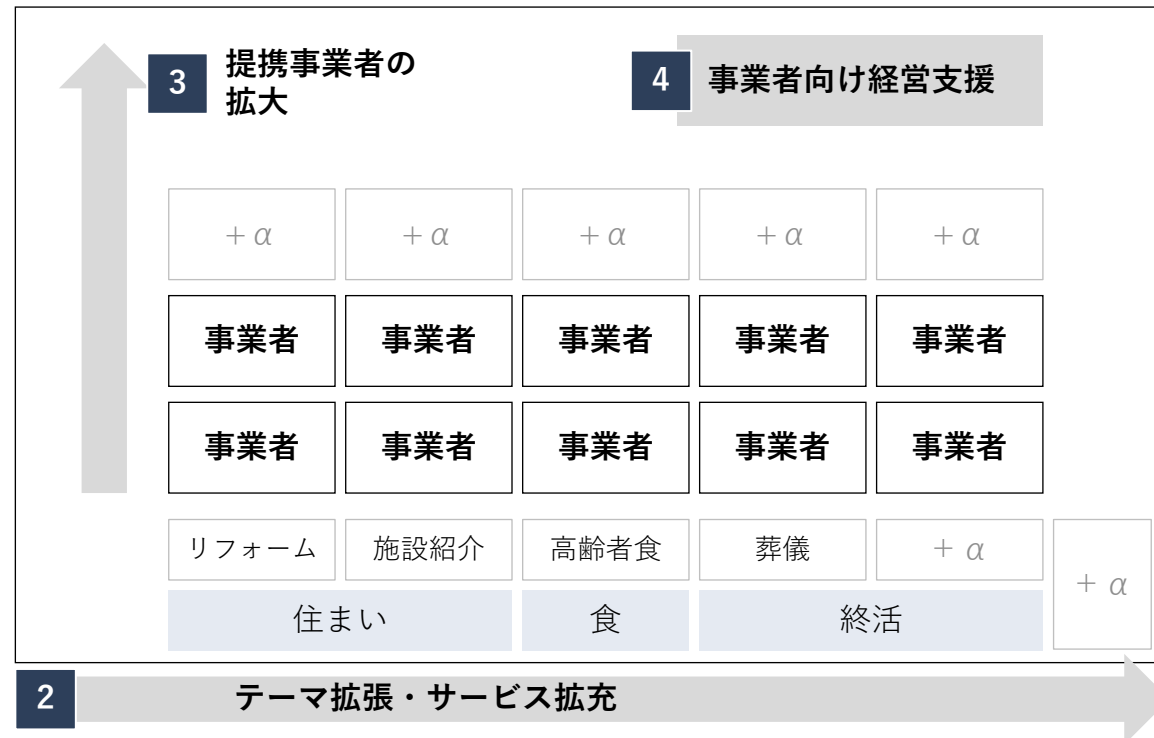 3
提携事業者の
拡大
4
事業者向け経営支援
+α
+α
+α
+α
+α
事業者
事業者
事業者
事業者
事業者
事業者
事業者
事業者
事業者
事業者
リフォーム
施設紹介
高齢者食
葬儀
+α
+α
住まい
食
終活
2
テーマ拡張・サービス拡充